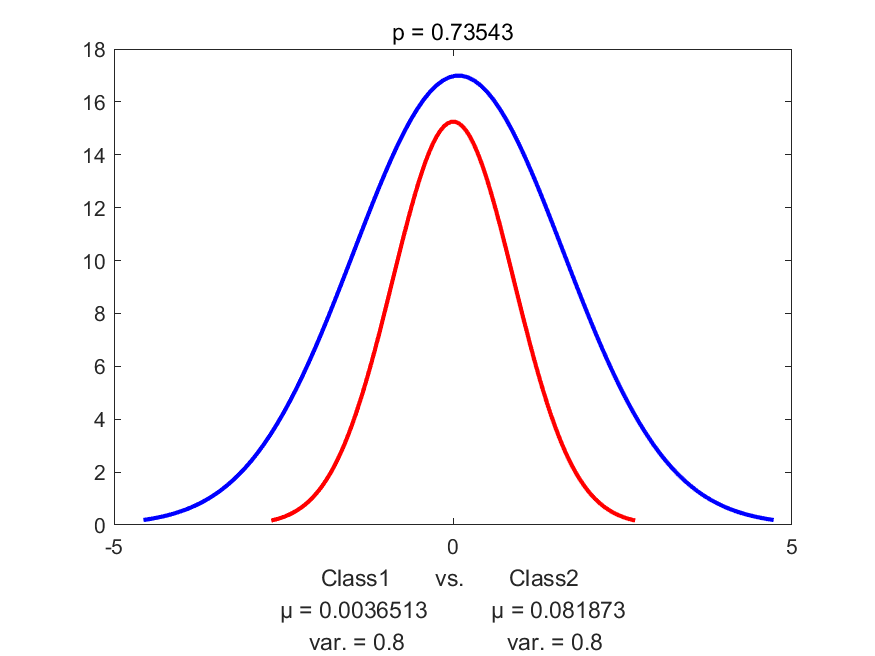 p = 0.73543
18
16
14
12
10
8
6
4
2
0
-5 0 5
Class1 vs. Class2
μ = 0.0036513 μ = 0.081873
var. = 0.8 var. = 0.8